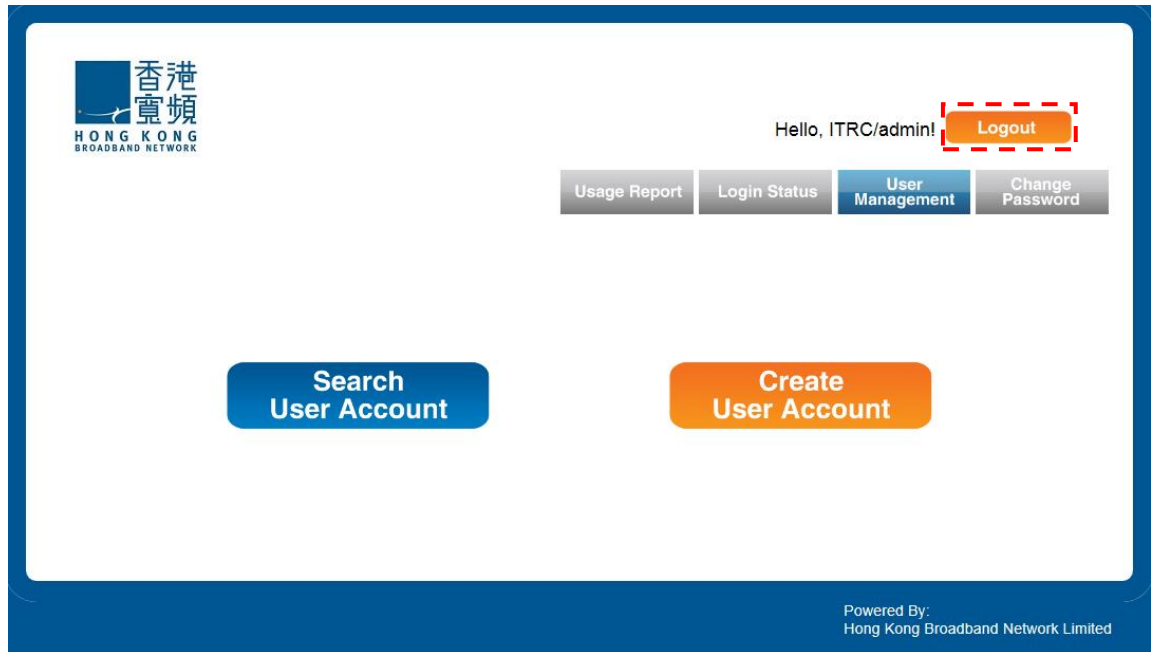 香港
寬頻
HONG KONG
BROADBAND NETWORK
Hello, ITRC/admin!
Logout
Usage Report
Login Status
User
Management
Change
Password
Search
User Account
Create
User Account
Powered By:
Hong Kong Broadband Network Limited